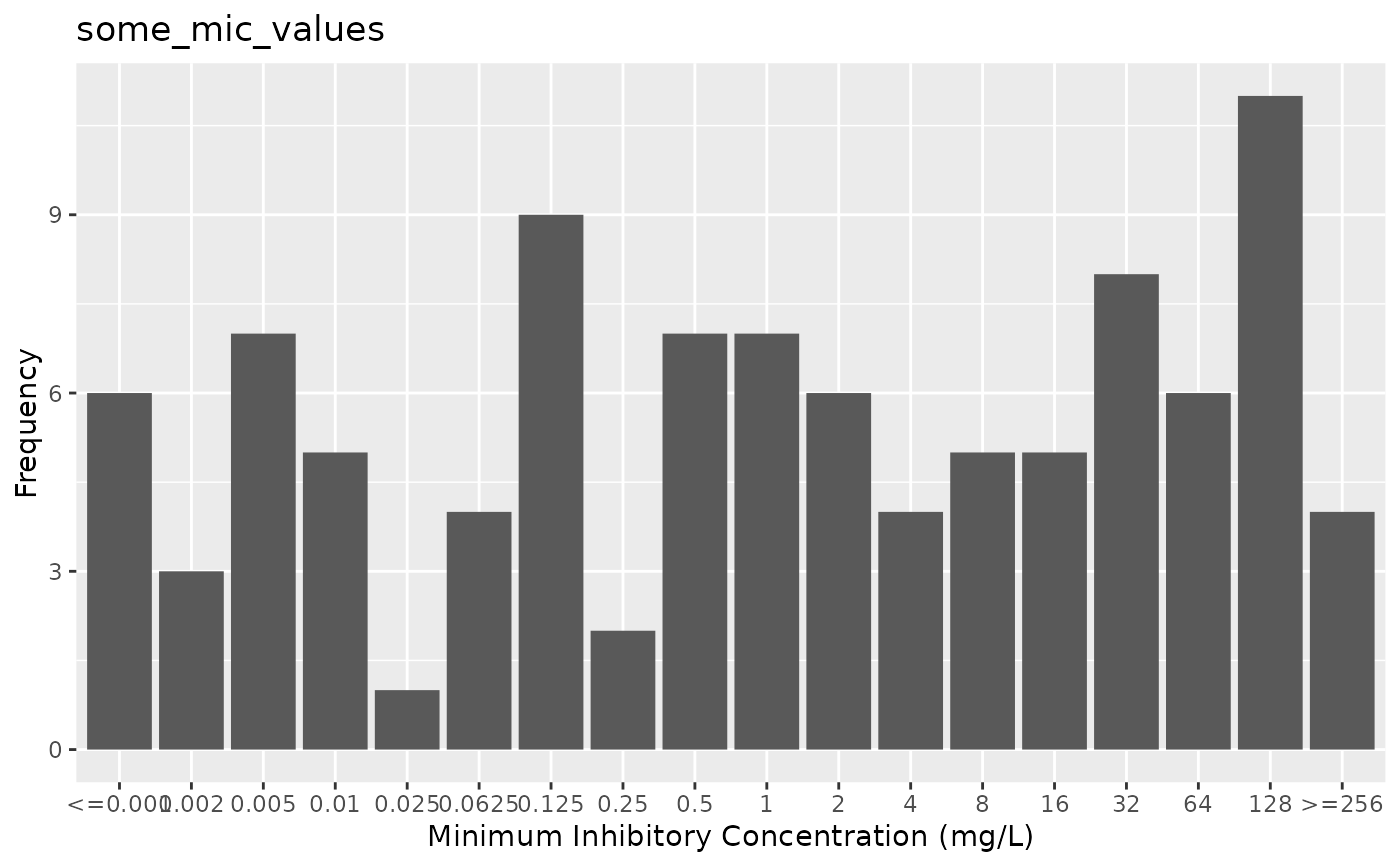 some_mic_values
Frequency
9
6
3
0
<=0.001 0.002 0.005 0.01 0.025 0.0625 0.125 0.25 0.5 1 2 4 8 16 32 64 128 >=256
Minimum Inhibitory Concentration (mg/L)